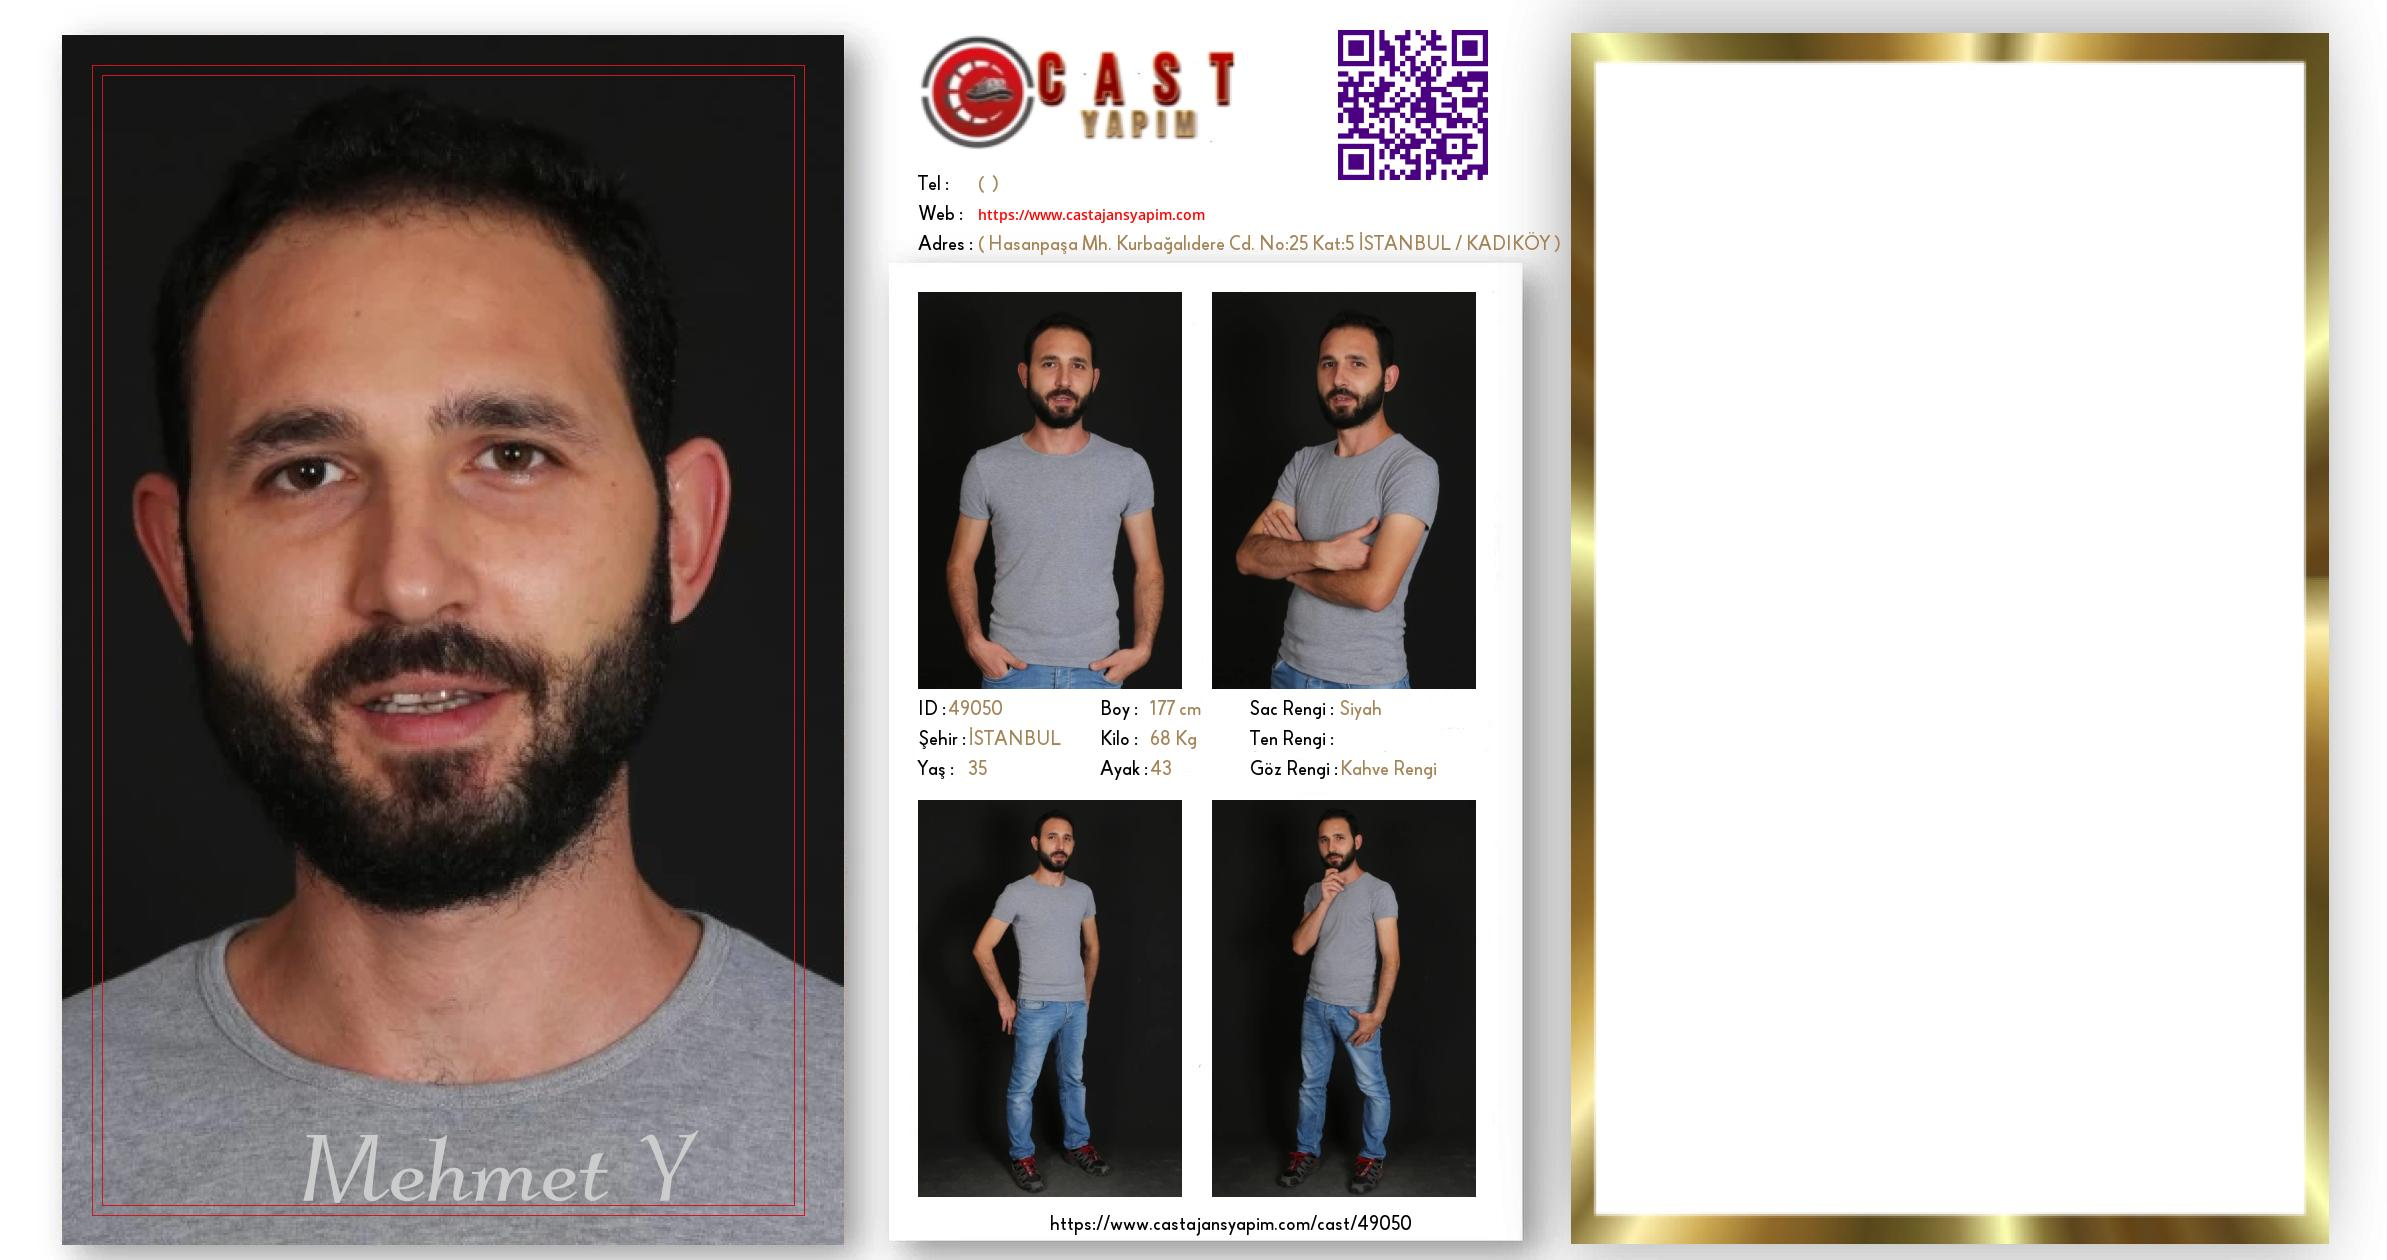 Mehmet Y
CAST
YAPIM
Tel : ( )
Web : https://www.castajansyapim.com
Adres : ( Hasanpaşa Mh. Kurbağalıdere Cd. No:25 Kat:5 İSTANBUL / KADIKÖY )
ID : 49050 Boy : 177 cm Sac Rengi : Siyah
Şehir : İSTANBUL Kilo : 68 Kg Ten Rengi :
Yaş : 35 Ayak : 43 Göz Rengi : Kahve Rengi
https://www.castajansyapim.com/cast/49050